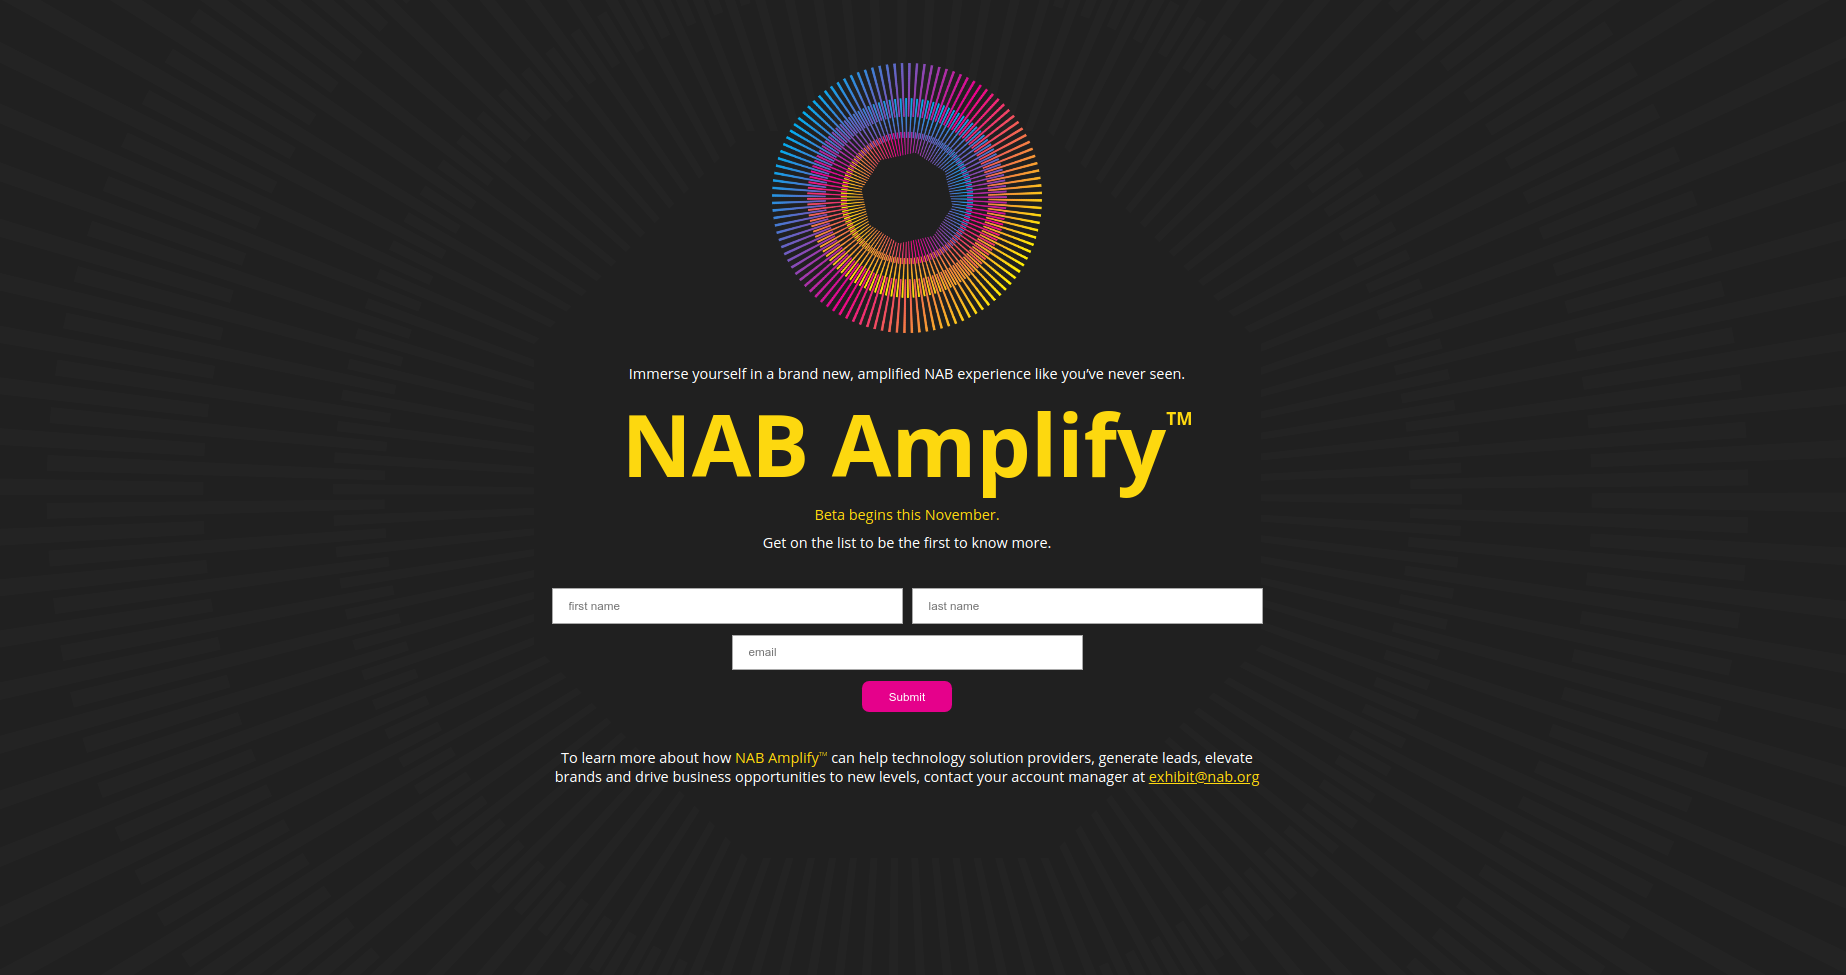 Immerse yourself in a brand new, amplified NAB experience like you’ve never seen.
NAB Amplify™
Beta begins this November.
Get on the list to be the first to know more.
first name
last name
email
Submit
To learn more about how NAB Amplify™ can help technology solution providers, generate leads, elevate
brands and drive business opportunities to new levels, contact your account manager at exhibit@nab.org